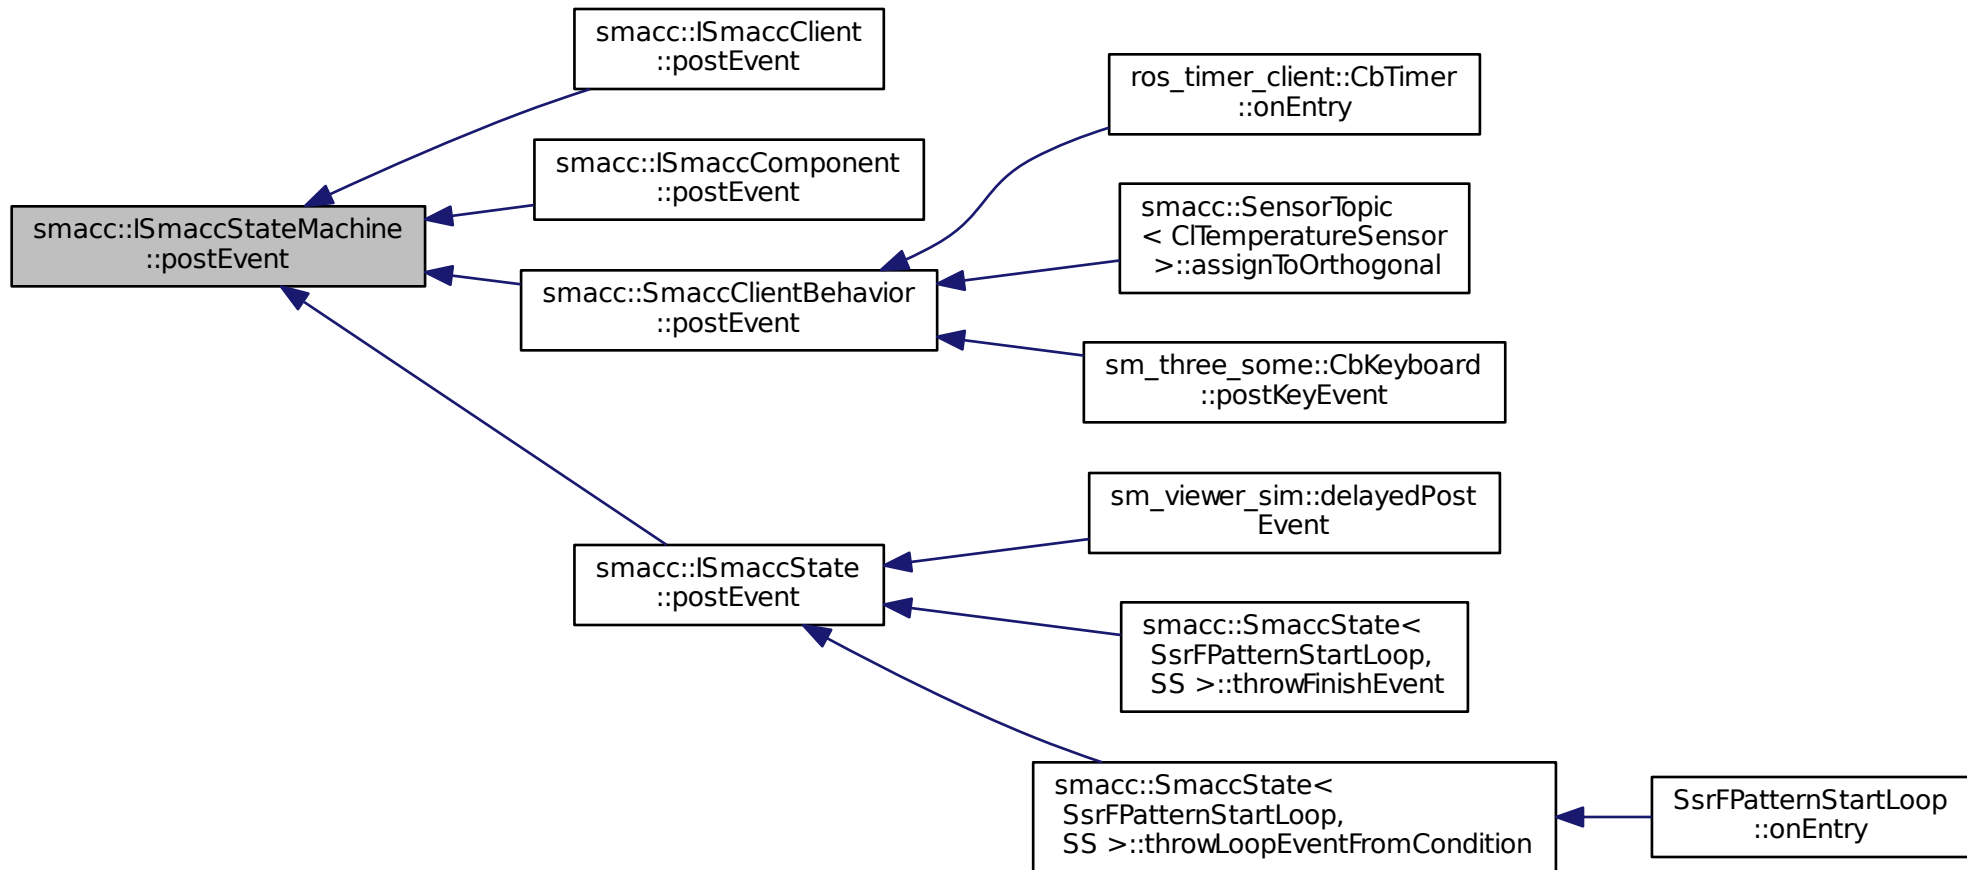 smacc::ISmaccClient
::postEvent
ros_timer_client::CbTimer
::onEntry
smacc::ISmaccComponent
::postEvent
smacc::SensorTopic
< ClTemperatureSensor
>::assignToOrthogonal
smacc::ISmaccStateMachine
::postEvent
smacc::SmaccClientBehavior
::postEvent
sm_three_some::CbKeyboard
::postKeyEvent
sm_viewer_sim::delayedPost
Event
smacc::ISmaccState
::postEvent
smacc::SmaccState<
SsrFPatternStartLoop,
SS >::throwFinishEvent
smacc::SmaccState<
SsrFPatternStartLoop,
SS >::throwLoopEventFromCondition
SsrFPatternStartLoop
::onEntry